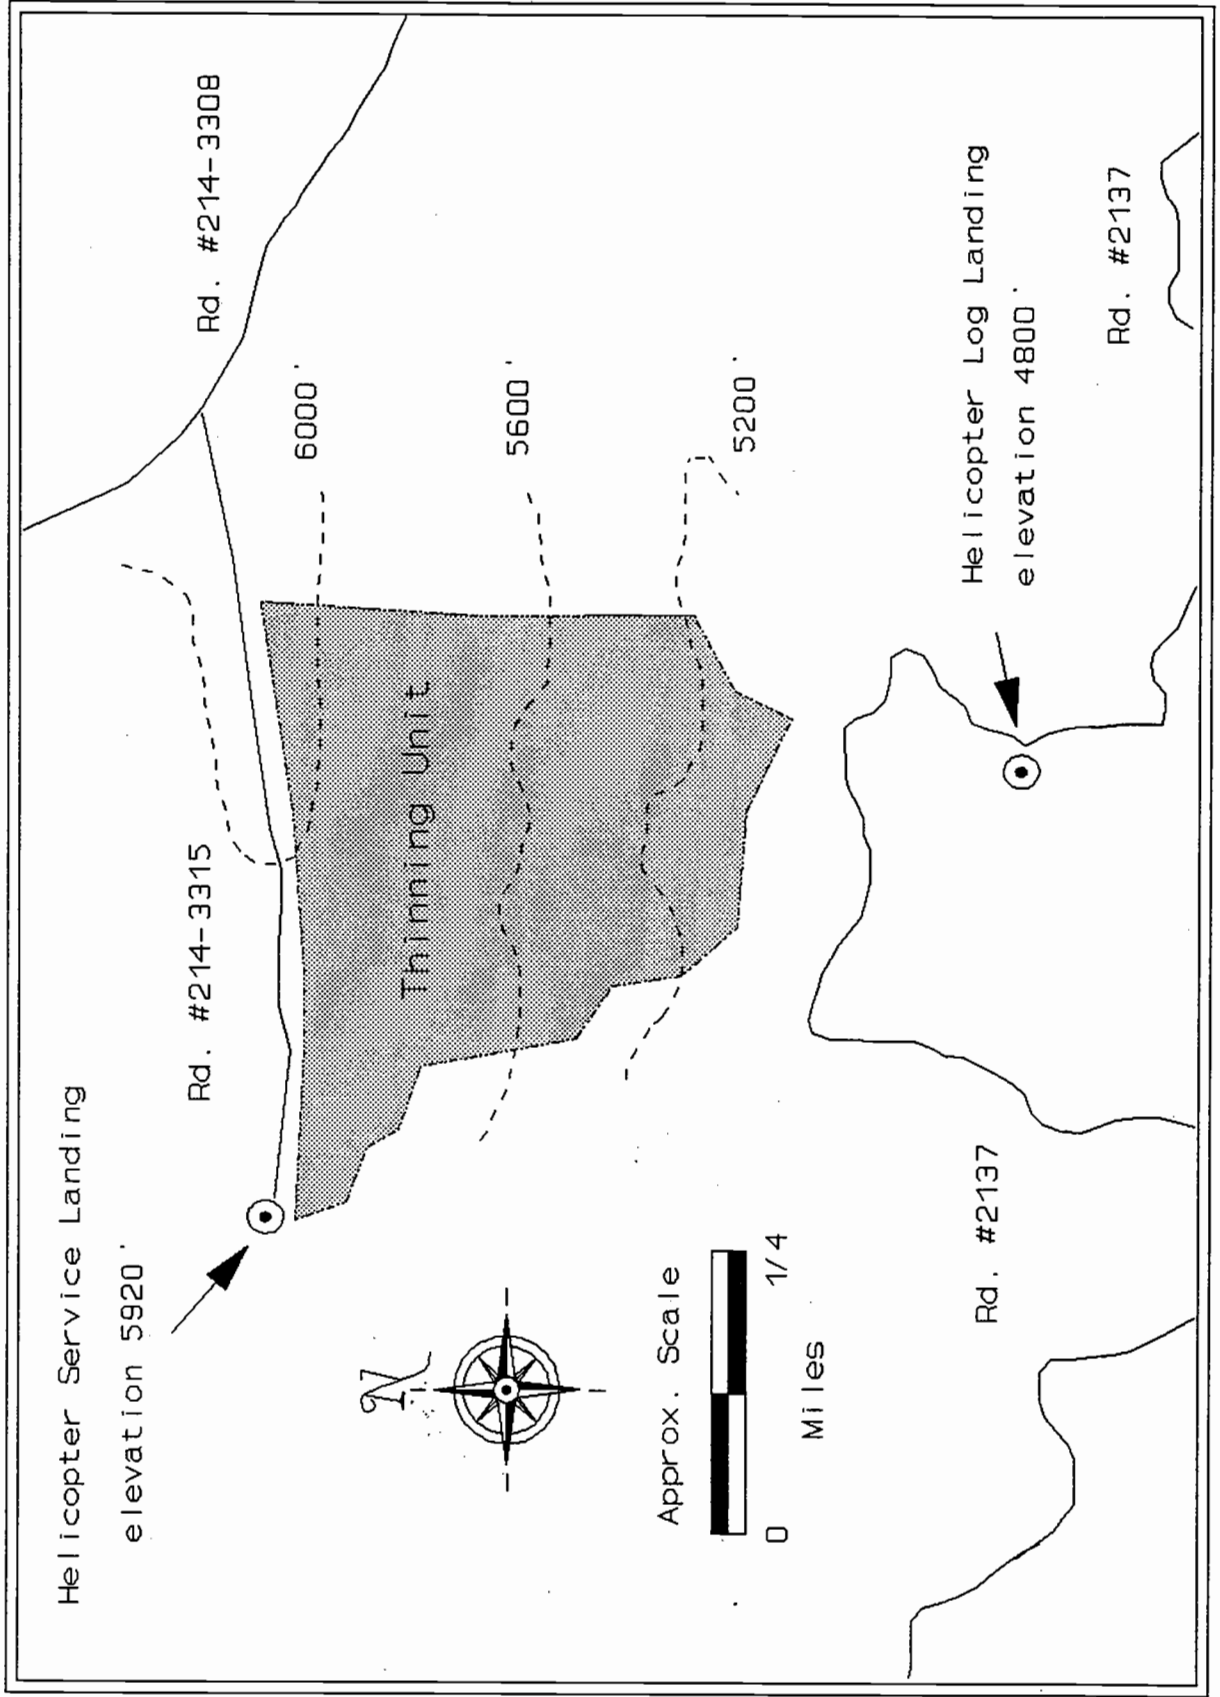 Helicopter Service Landing
elevation 5920'
Rd. #214-3315
Rd. #214-3308
6000'
5600'
5200'
Thinning Unit
N
Approx. Scale
0 1/4
Miles
Helicopter Log Landing
elevation 4800'
Rd. #2137
Rd. #2137